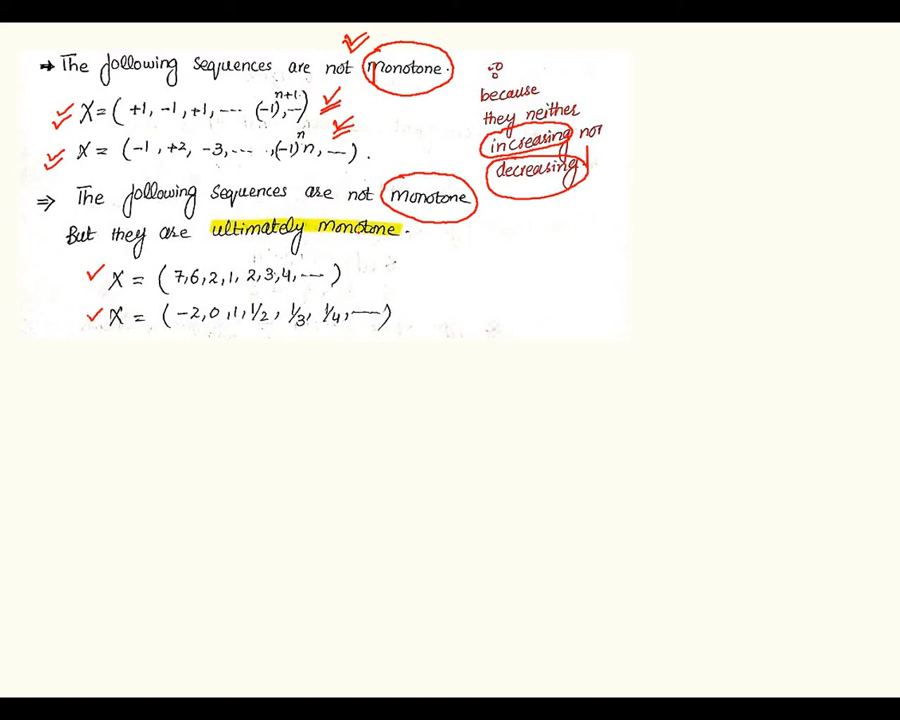 → The following sequences are not monotone.
X = ( +1, -1, +1, .... (-1)^{n+1}, --)
X = (-1, +2, -3, .... , (-1)^n n, --- ).
⇒ The following sequences are not monotone
But they are ultimately monotone.
X = ( 7, 6, 2, 1, 2, 3, 4, ---- )
X = ( -2, 0, 1, 1/2, 1/3, 1/4, --- )
because
they neither
increasing nor
decreasing